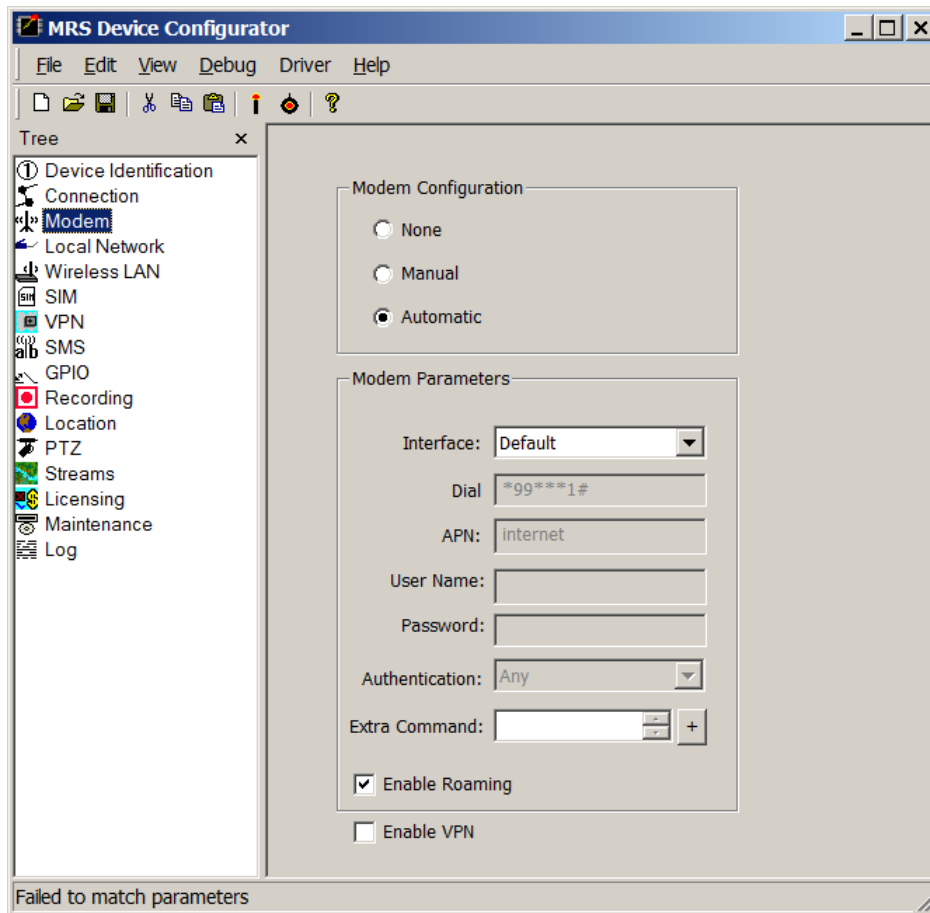 MRS Device Configurator
File Edit View Debug Driver Help
Tree
Device Identification
Connection
Modem
Local Network
Wireless LAN
SIM
VPN
SMS
GPIO
Recording
Location
PTZ
Streams
Licensing
Maintenance
Log
Modem Configuration
None
Manual
Automatic
Modem Parameters
Interface: Default
Dial *99***1#
APN: internet
User Name:
Password:
Authentication: Any
Extra Command: +
Enable Roaming
Enable VPN
Failed to match parameters